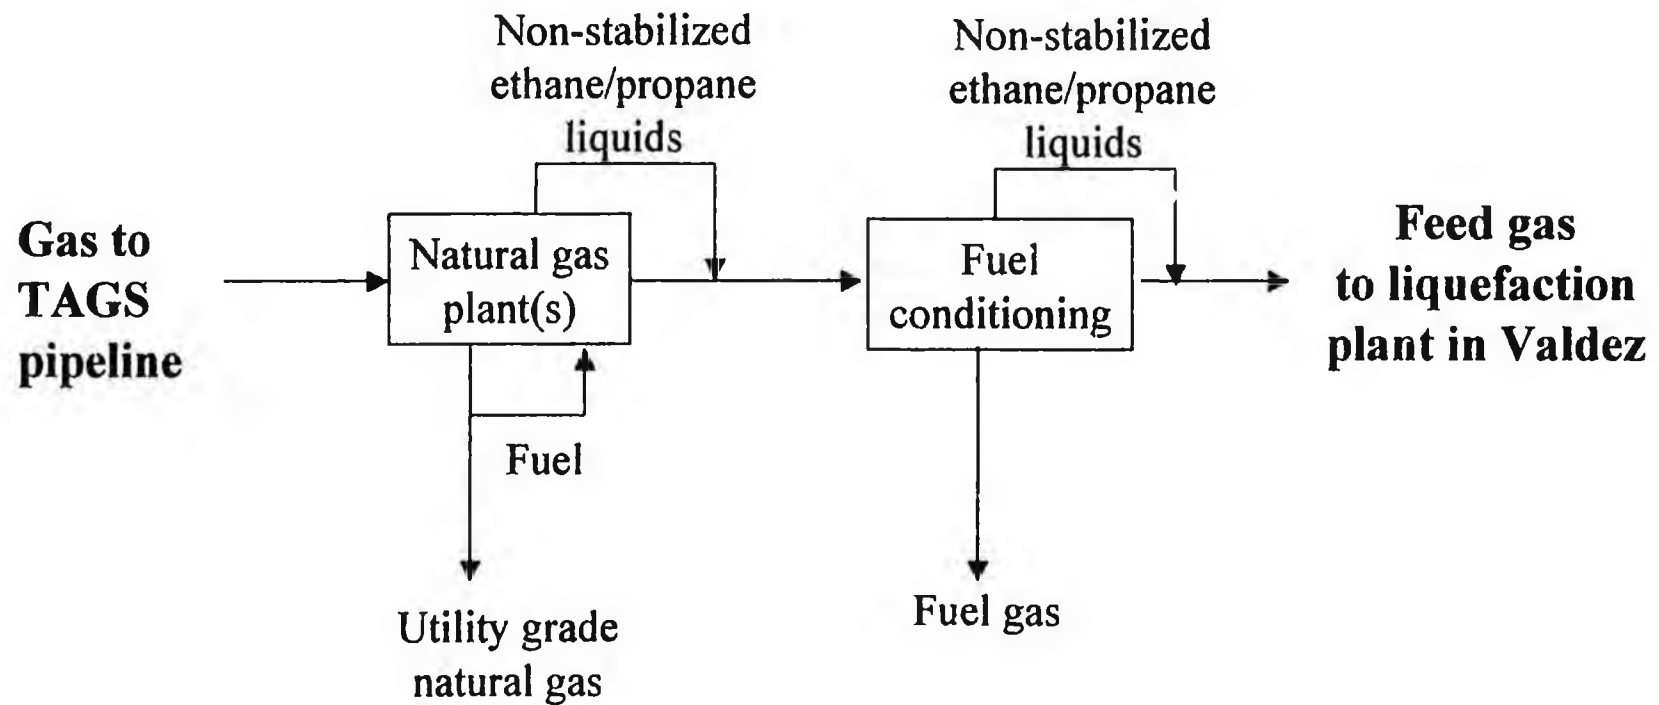 Non-stabilized
ethane/propane
liquids
Non-stabilized
ethane/propane
liquids
Gas to
TAGS
pipeline
Natural gas
plant(s)
Fuel
conditioning
Feed gas
to liquefaction
plant in Valdez
Fuel
Utility grade
natural gas
Fuel gas